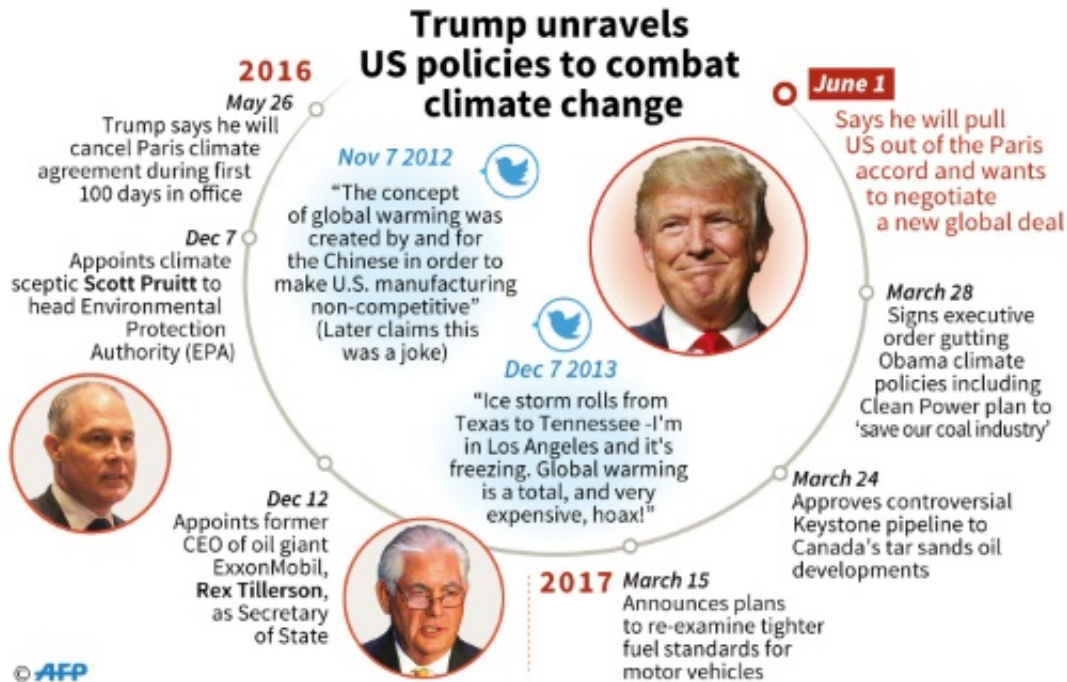 Trump unravels
US policies to combat
climate change
2016
May 26
Trump says he will
cancel Paris climate
agreement during first
100 days in office
Dec 7
Appoints climate
sceptic Scott Pruitt to
head Environmental
Protection
Authority (EPA)
Dec 12
Appoints former
CEO of oil giant
ExxonMobil,
Rex Tillerson,
as Secretary
of State
Nov 7 2012
“The concept
of global warming was
created by and for
the Chinese in order to
make U.S. manufacturing
non-competitive”
(Later claims this
was a joke)
Dec 7 2013
“Ice storm rolls from
Texas to Tennessee -I'm
in Los Angeles and it's
freezing. Global warming
is a total, and very
expensive, hoax!”
2017
March 15
Announces plans
to re-examine tighter
fuel standards for
motor vehicles
March 24
Approves controversial
Keystone pipeline to
Canada's tar sands oil
developments
March 28
Signs executive
order gutting
Obama climate
policies including
Clean Power plan to
‘save our coal industry’
June 1
Says he will pull
US out of the Paris
accord and wants
to negotiate
a new global deal
© AFP